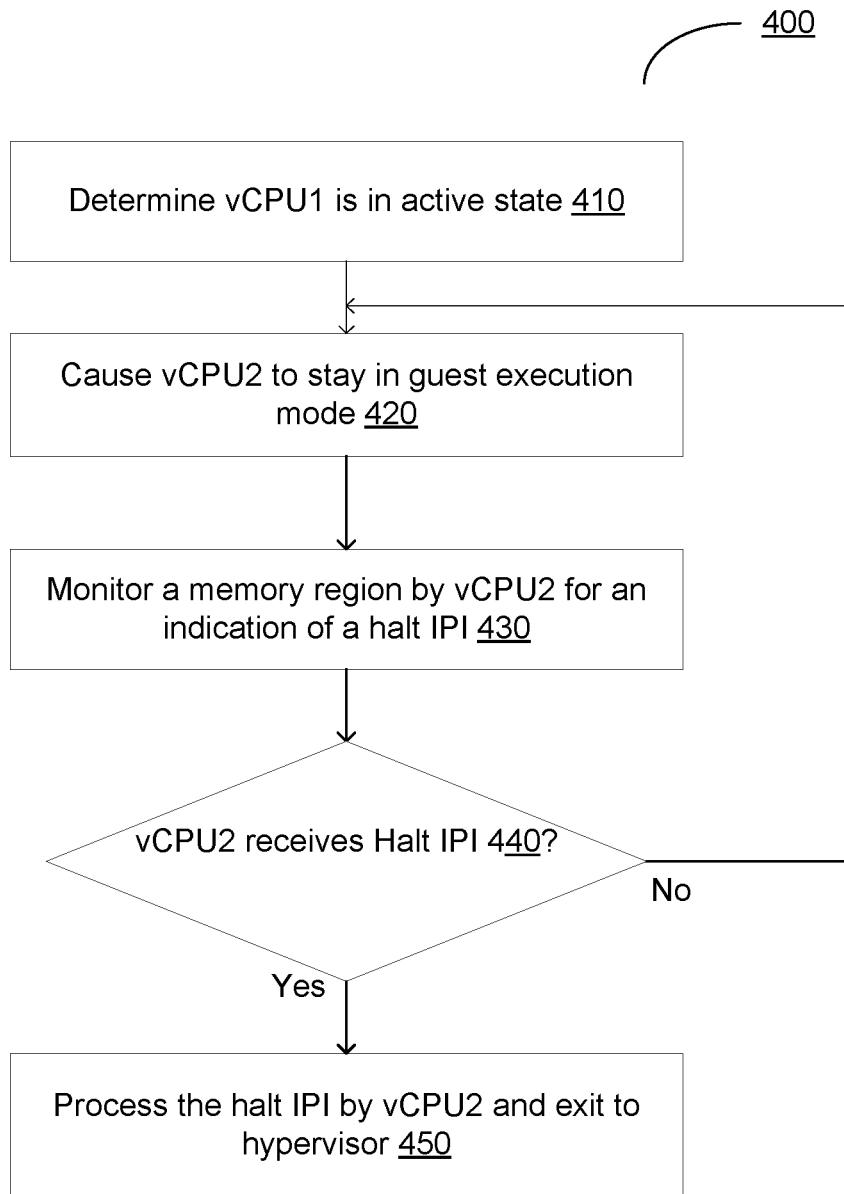 400
Determine vCPU1 is in active state 410
Cause vCPU2 to stay in guest execution
mode 420
Monitor a memory region by vCPU2 for an
indication of a halt IPI 430
vCPU2 receives Halt IPI 440?
No
Yes
Process the halt IPI by vCPU2 and exit to
hypervisor 450